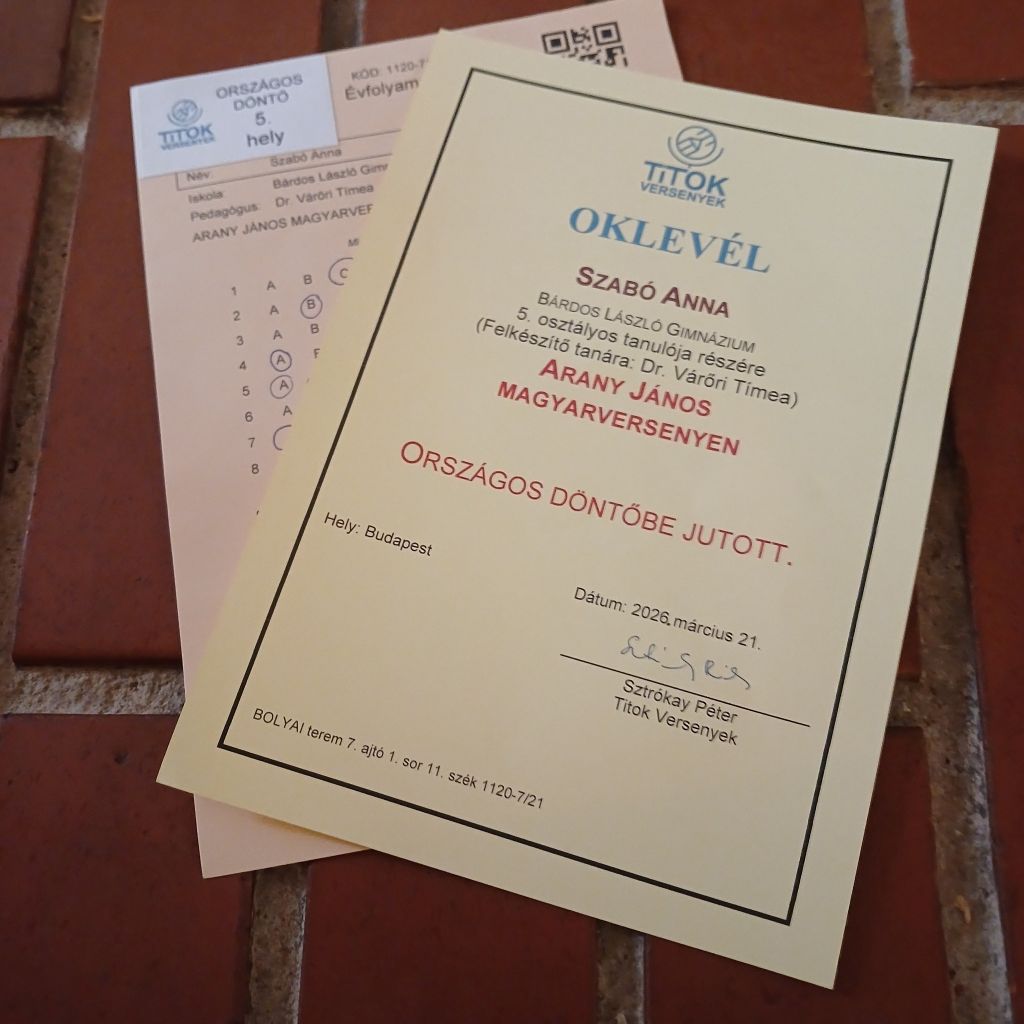 ORSZÁGOS
DÖNTŐ
5.
hely
TITOK
VERSENYEK
KÓD: 1120-7
Évfolyam
Név: Szabó Anna
Iskola: Bárdos László Gimn
Pedagógus: Dr. Várőri Tímea
ARANY JÁNOS MAGYARVER
1 A B C
2 A B
3 A B
4 A
5 A
6 A
7
8
TITOK
VERSENYEK
OKLEVÉL
SZABÓ ANNA
BÁRDOS LÁSZLÓ GIMNÁZIUM
5. osztályos tanulója részére
(Felkészítő tanára: Dr. Várőri Tímea)
ARANY JÁNOS
MAGYARVERSENYEN
ORSZÁGOS DÖNTŐBE JUTOTT.
Hely: Budapest
Dátum: 2026. március 21.
Sztrókay Péter
Titok Versenyek
BOLYAI terem 7. ajtó 1. sor 11. szék 1120-7/21